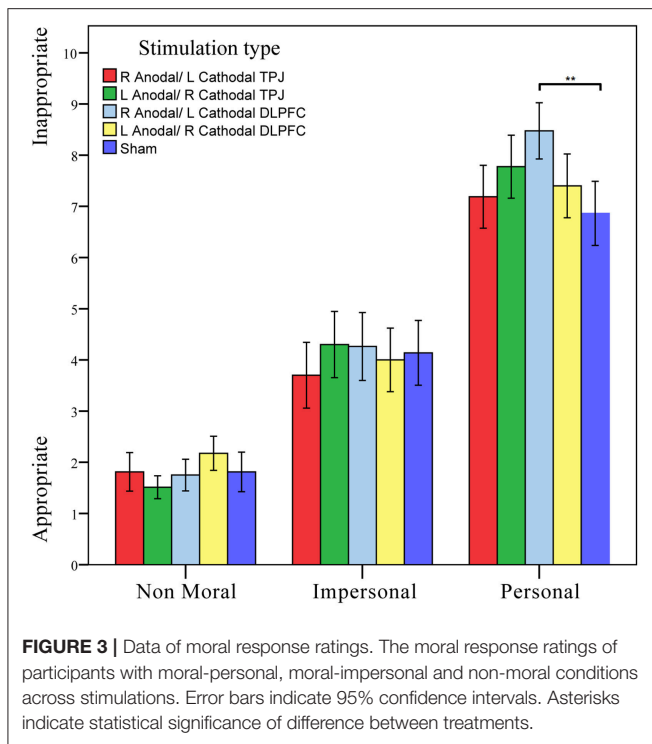 Stimulation type
R Anodal/ L Cathodal TPJ
L Anodal/ R Cathodal TPJ
R Anodal/ L Cathodal DLPFC
L Anodal/ R Cathodal DLPFC
Sham
**
Inappropriate
Appropriate
10
9
8
7
6
5
4
3
2
1
0
Non Moral
Impersonal
Personal
FIGURE 3 | Data of moral response ratings. The moral response ratings of
participants with moral-personal, moral-impersonal and non-moral conditions
across stimulations. Error bars indicate 95% confidence intervals. Asterisks
indicate statistical significance of difference between treatments.